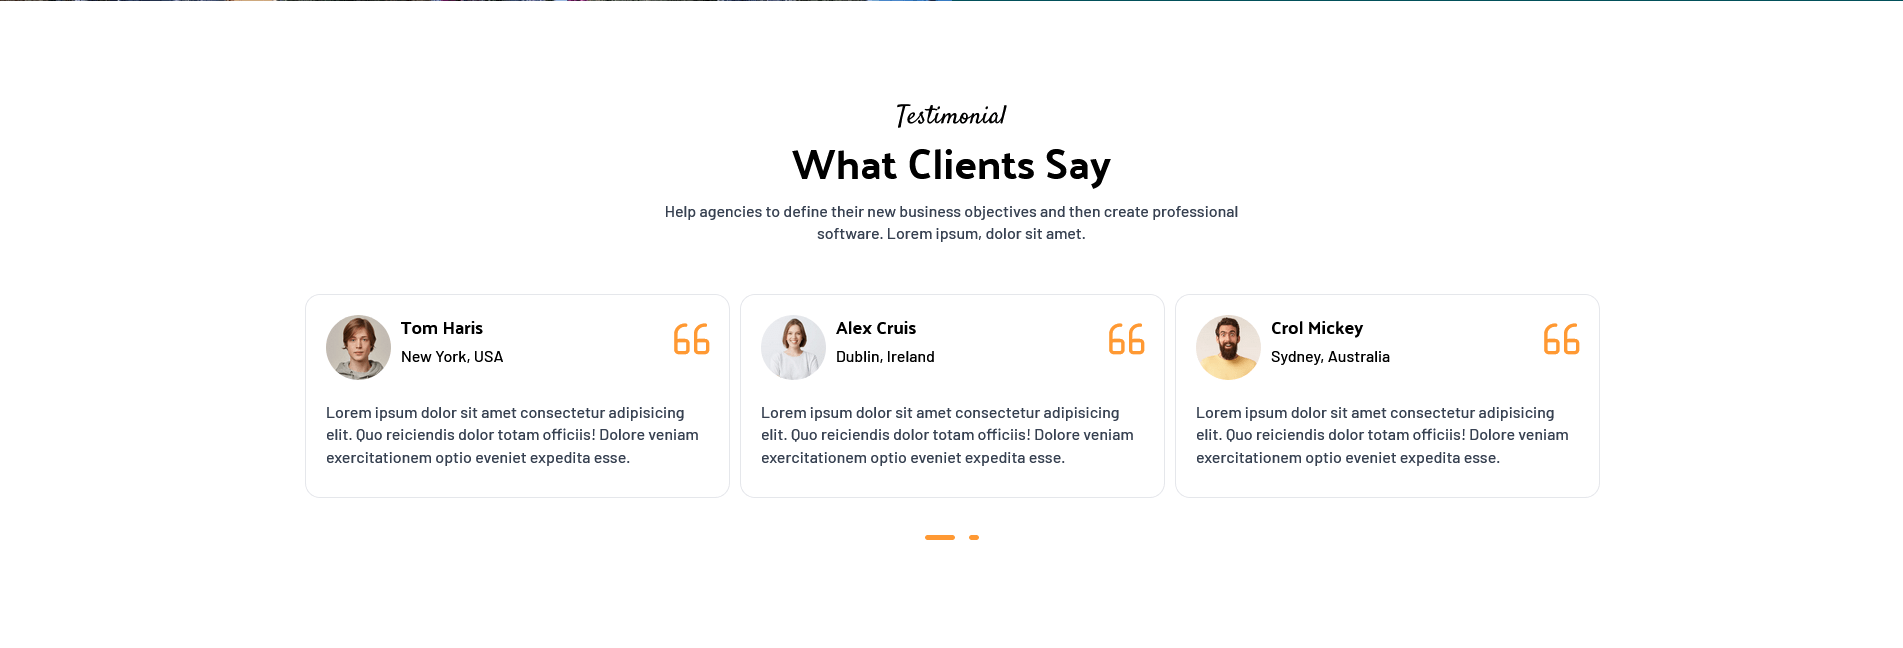 Testimonial
What Clients Say
Help agencies to define their new business objectives and then create professional
software. Lorem ipsum, dolor sit amet.
Tom Haris
New York, USA
Lorem ipsum dolor sit amet consectetur adipisicing
elit. Quo reiciendis dolor totam officiis! Dolore veniam
exercitationem optio eveniet expedita esse.
Alex Cruis
Dublin, Ireland
Lorem ipsum dolor sit amet consectetur adipisicing
elit. Quo reiciendis dolor totam officiis! Dolore veniam
exercitationem optio eveniet expedita esse.
Crol Mickey
Sydney, Australia
Lorem ipsum dolor sit amet consectetur adipisicing
elit. Quo reiciendis dolor totam officiis! Dolore veniam
exercitationem optio eveniet expedita esse.